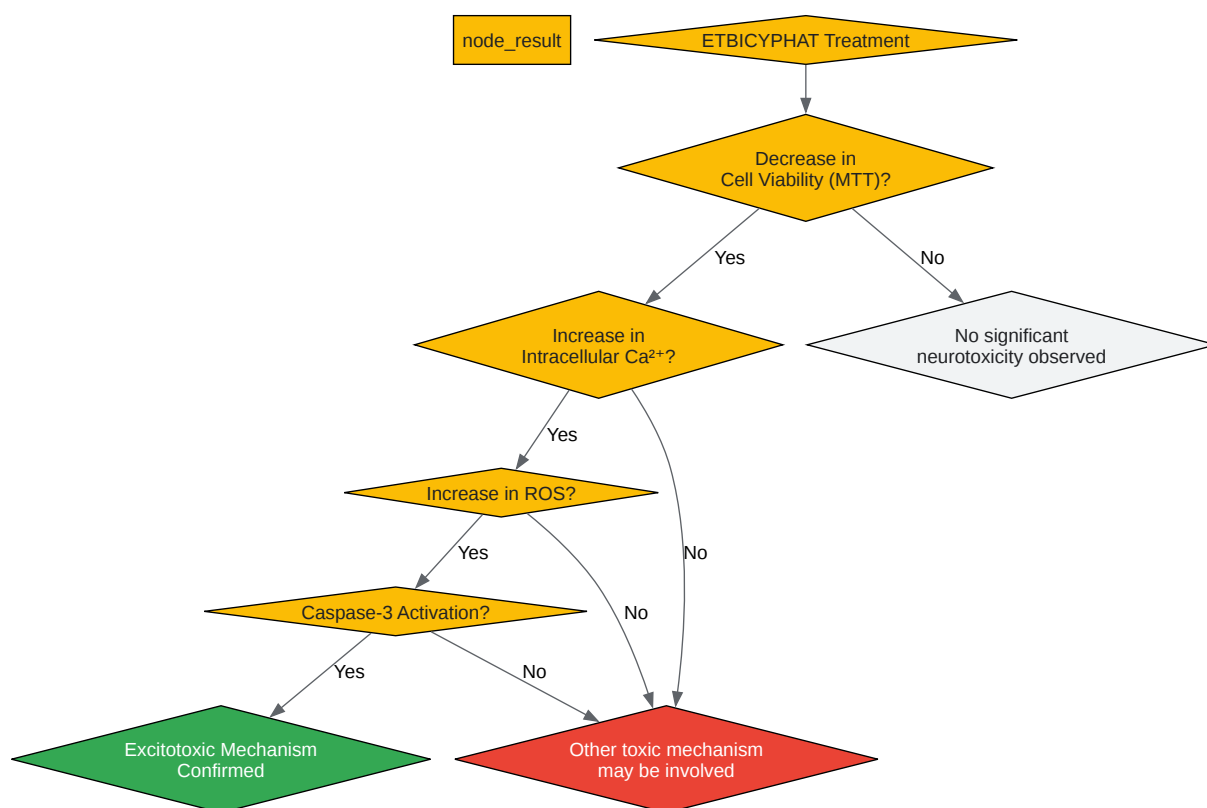 node_result
ETBICYPHAT Treatment
Decrease in
Cell Viability (MTT)?
Yes
No
Increase in
Intracellular Ca²⁺?
No significant
neurotoxicity observed
Yes
No
Increase in ROS?
Yes
No
Caspase-3 Activation?
Yes
No
Excitotoxic Mechanism
Confirmed
Other toxic mechanism
may be involved